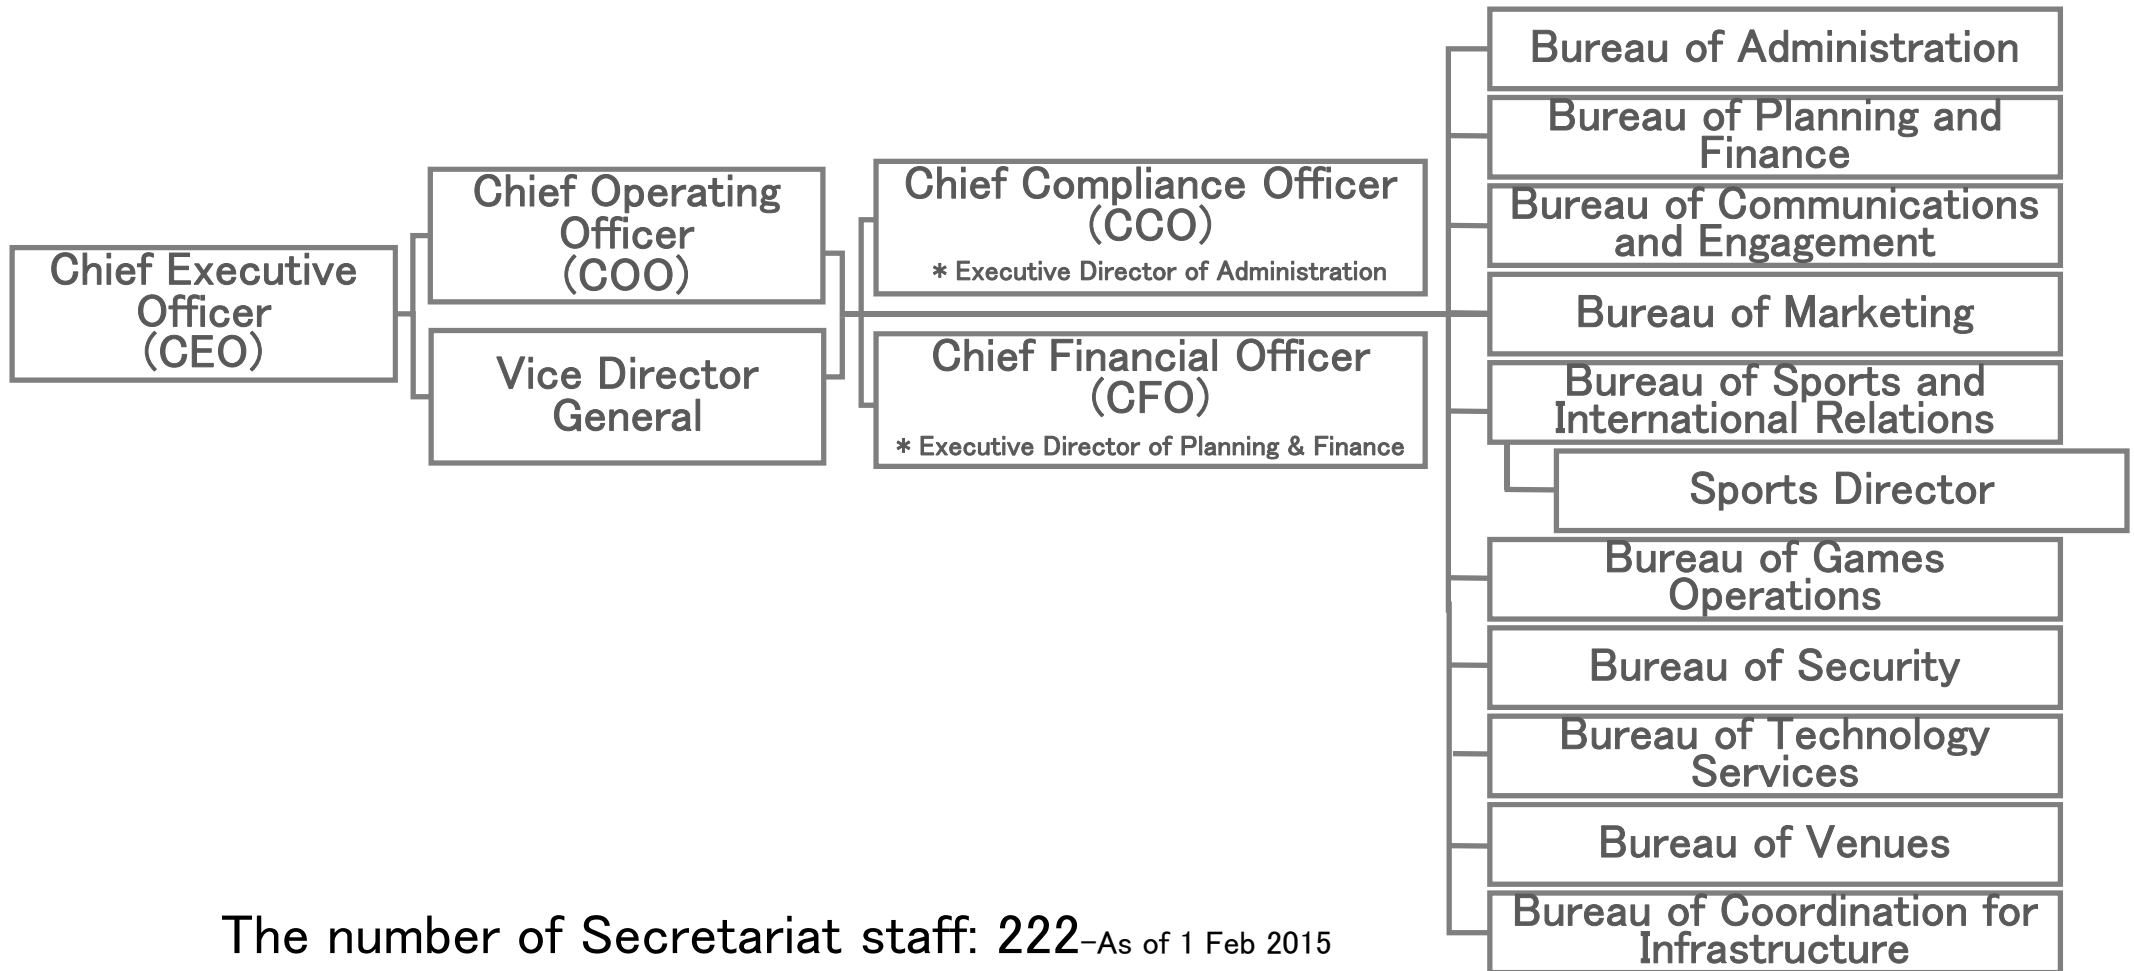 Chief Executive
Officer
(CEO)
Chief Operating
Officer
(COO)
Vice Director
General
Chief Compliance Officer
(CCO)
* Executive Director of Administration
Chief Financial Officer
(CFO)
* Executive Director of Planning & Finance
Bureau of Administration
Bureau of Planning and
Finance
Bureau of Communications
and Engagement
Bureau of Marketing
Bureau of Sports and
International Relations
Sports Director
Bureau of Games
Operations
Bureau of Security
Bureau of Technology
Services
Bureau of Venues
Bureau of Coordination for
Infrastructure
The number of Secretariat staff: 222-As of 1 Feb 2015